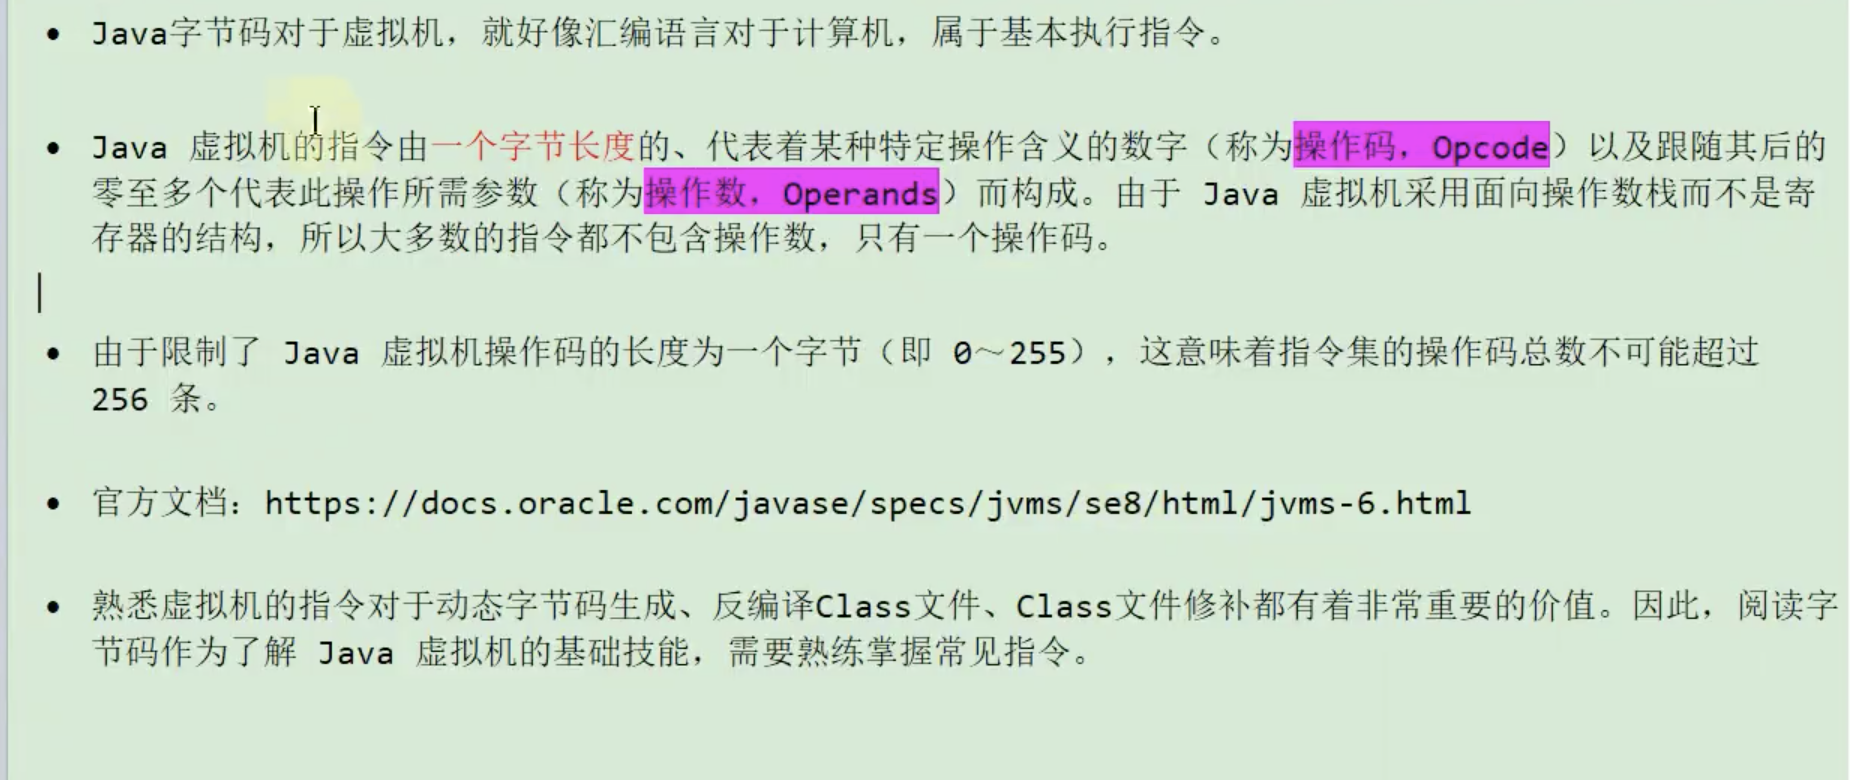 Java字节码对于虚拟机，就好像汇编语言对于计算机，属于基本执行指令。
Java 虚拟机的指令由一个字节长度的、代表着某种特定操作含义的数字（称为操作码，Opcode）以及跟随其后的
零至多个代表此操作所需参数（称为操作数，Operands）而构成。由于 Java 虚拟机采用面向操作数栈而不是寄
存器的结构，所以大多数的指令都不包含操作数，只有一个操作码。
由于限制了 Java 虚拟机操作码的长度为一个字节（即 0～255），这意味着指令集的操作码总数不可能超过
256 条。
官方文档：https://docs.oracle.com/javase/specs/jvms/se8/html/jvms-6.html
熟悉虚拟机的指令对于动态字节码生成、反编译Class文件、Class文件修补都有着非常重要的价值。因此，阅读字
节码作为了解 Java 虚拟机的基础技能，需要熟练掌握常见指令。